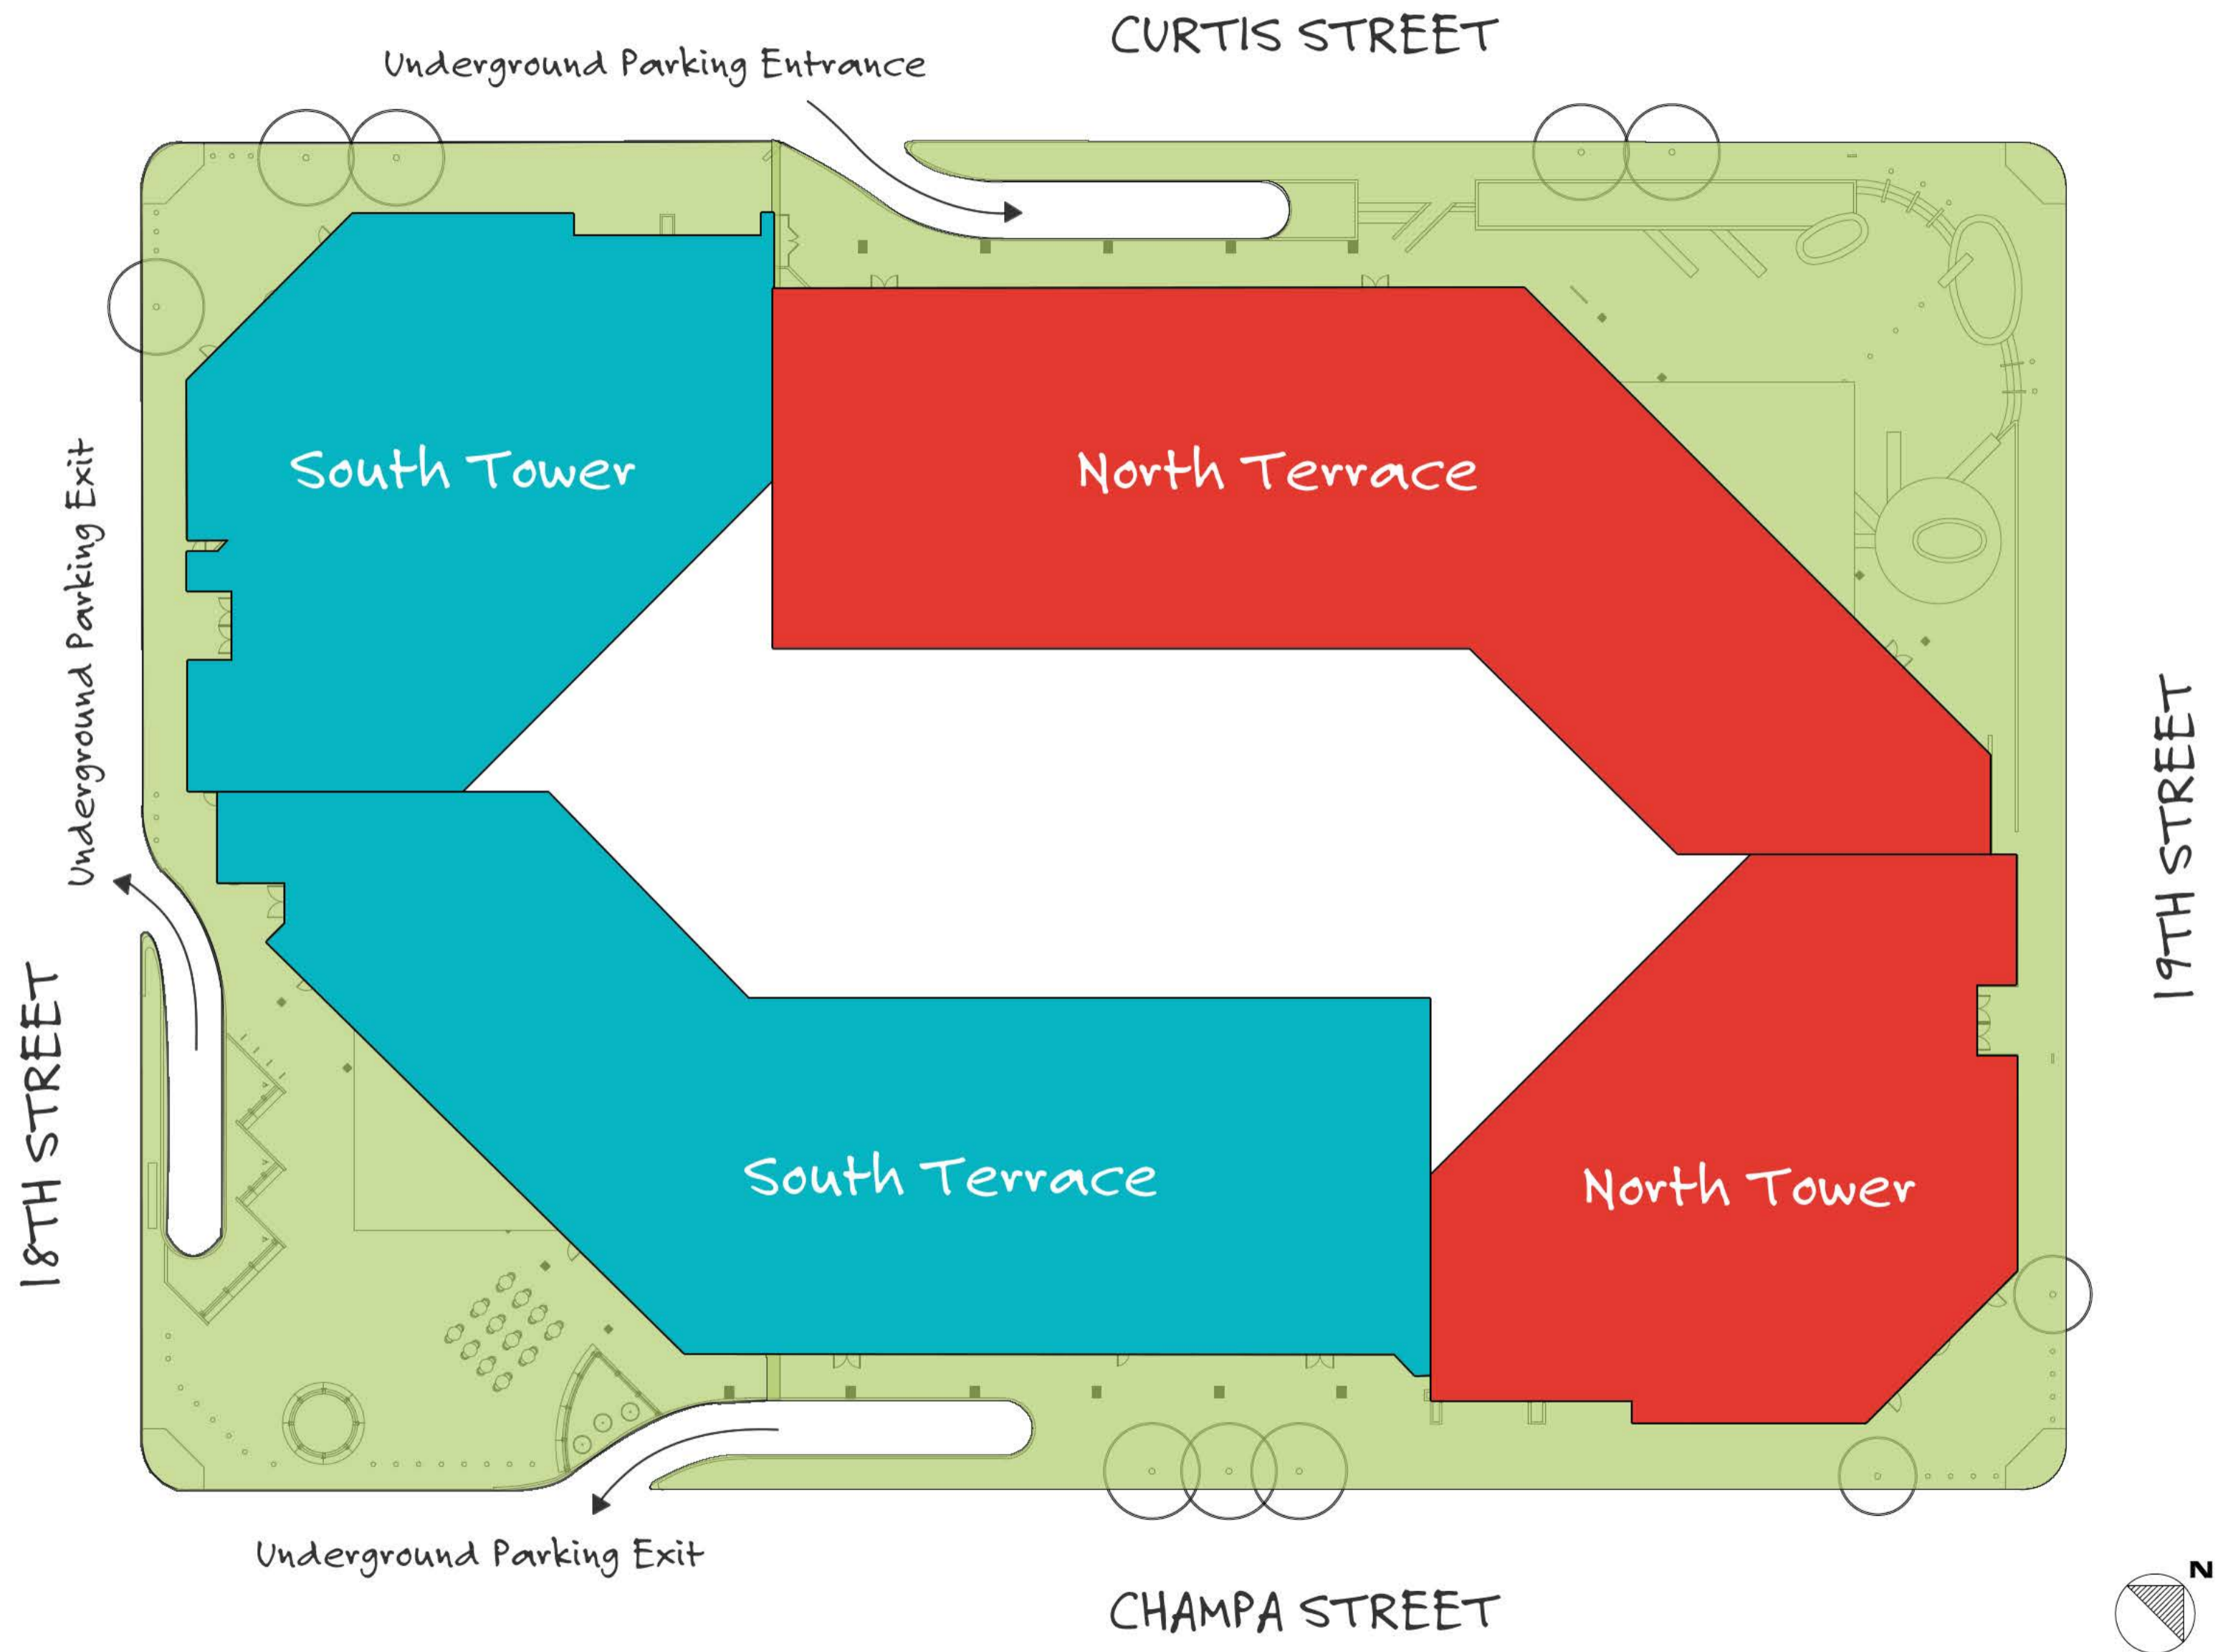 CURTIS STREET
Underground Parking Entrance
South Tower
North Terrace
Underground Parking Exit
19TH STREET
18TH STREET
South Terrace
North Tower
Underground Parking Exit
CHAMPA STREET
N